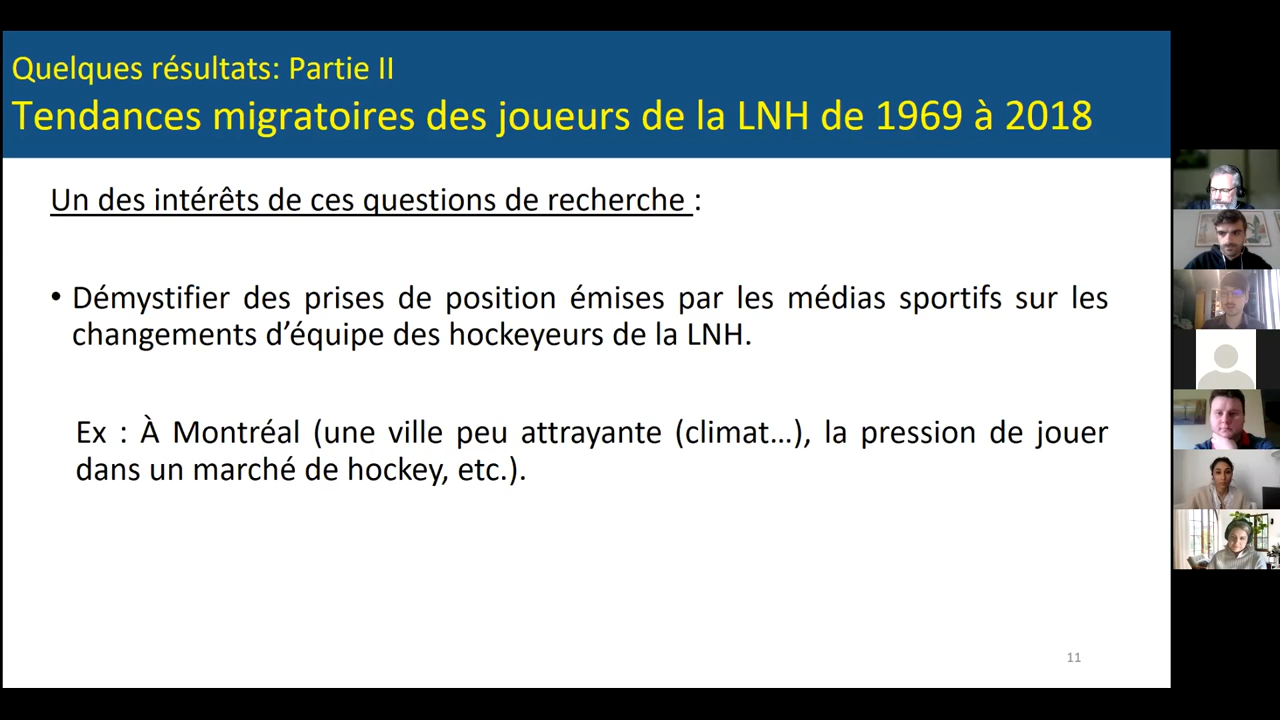 Quelques résultats: Partie II
Tendances migratoires des joueurs de la LNH de 1969 à 2018
Un des intérêts de ces questions de recherche :
• Démystifier des prises de position émises par les médias sportifs sur les
changements d’équipe des hockeyeurs de la LNH.
Ex : À Montréal (une ville peu attrayante (climat…), la pression de jouer
dans un marché de hockey, etc.).
11